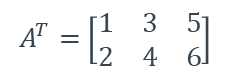 A^T = [1 3 5
2 4 6]